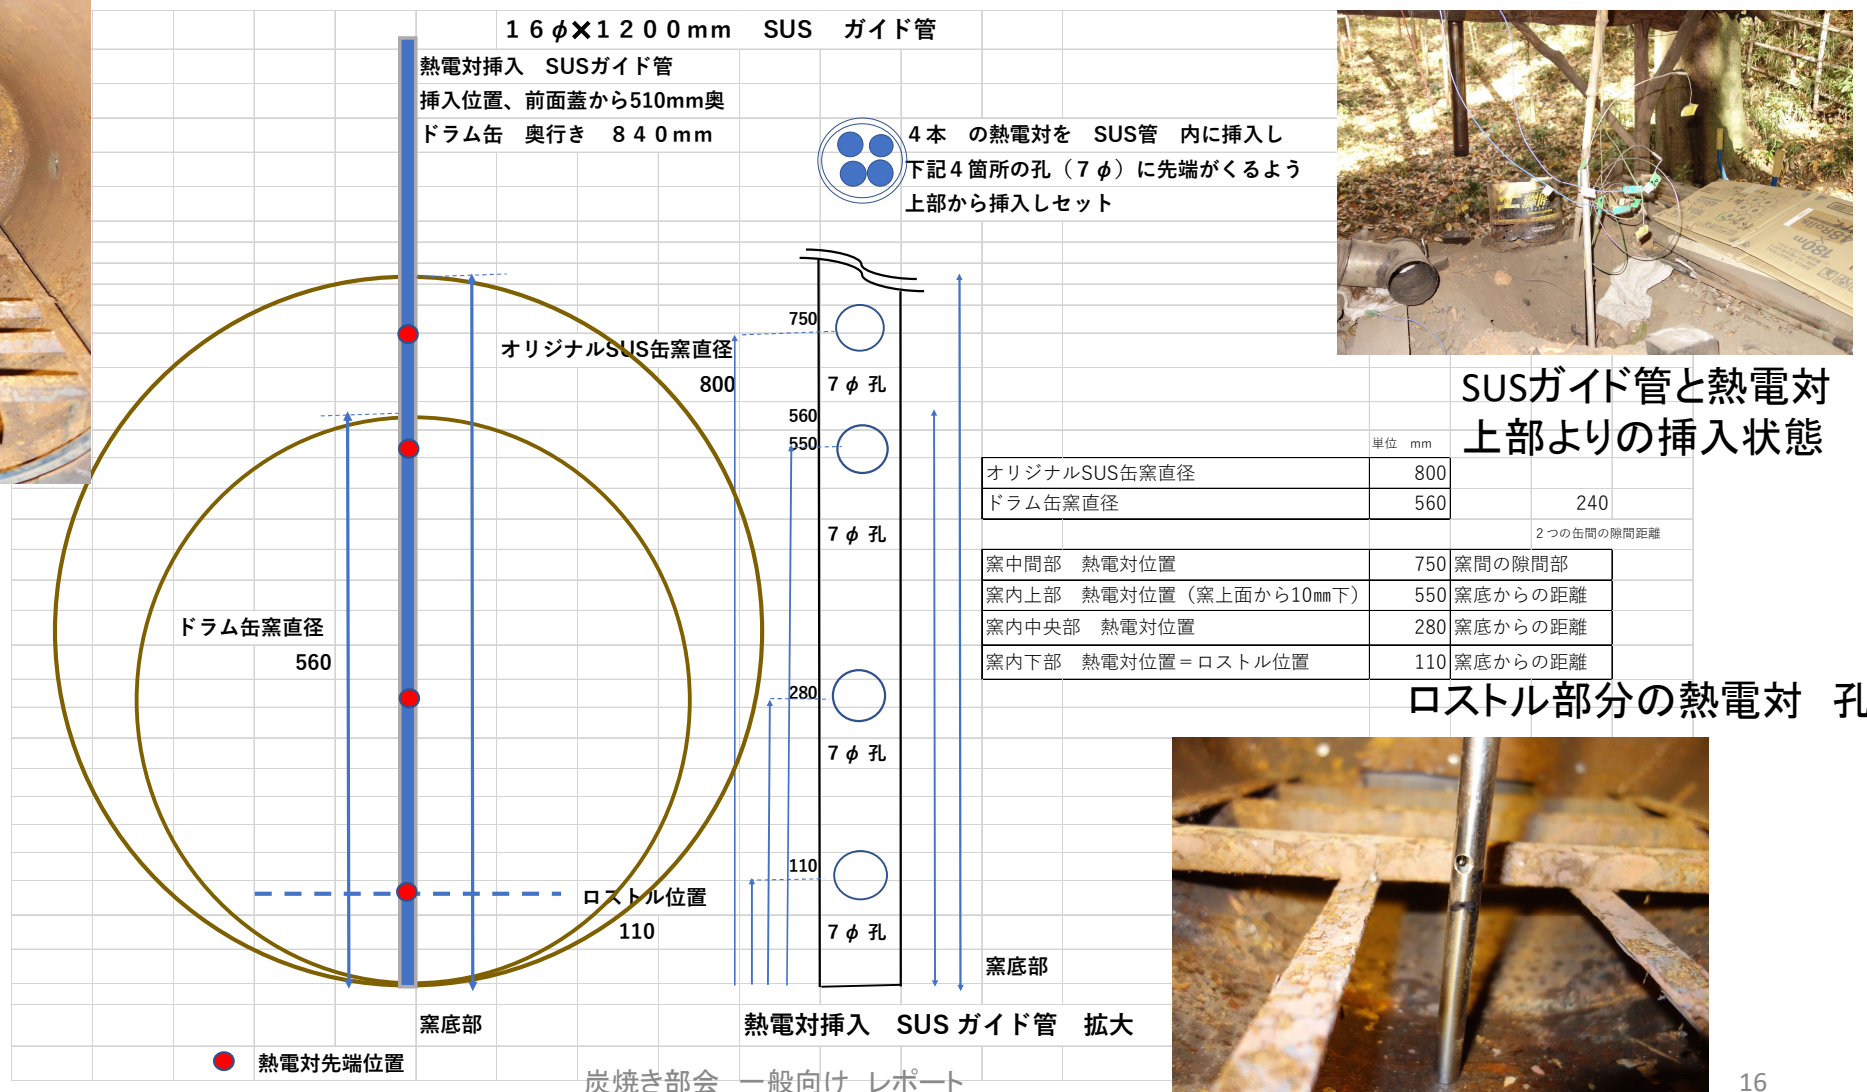 １６φ×１２００mm　SUS　ガイド管
熱電対挿入　SUSガイド管
挿入位置、前面蓋から510mm奥
ドラム缶　奥行き　８４０mm
４本　の熱電対を　SUS管　内に挿入し
下記４箇所の孔（７φ）に先端がくるよう
上部から挿入しセット
オリジナルSUS缶窯直径
800
ドラム缶窯直径
560
ロストル位置
110
窯底部
熱電対先端位置
750
７φ 孔
560
550
７φ 孔
280
７φ 孔
110
７φ 孔
窯底部
熱電対挿入　SUS ガイド管　拡大
SUSガイド管と熱電対
上部よりの挿入状態
単位　mm
オリジナルSUS缶窯直径　800
ドラム缶窯直径　560　240
２つの缶間の隙間距離
窯中間部　熱電対位置　750　窯間の隙間部
窯内上部　熱電対位置（窯上面から10㎜下）　550　窯底からの距離
窯内中央部　熱電対位置　280　窯底からの距離
窯内下部　熱電対位置＝ロストル位置　110　窯底からの距離
ロストル部分の熱電対　孔
炭焼き部会　一般向け　レポート
16